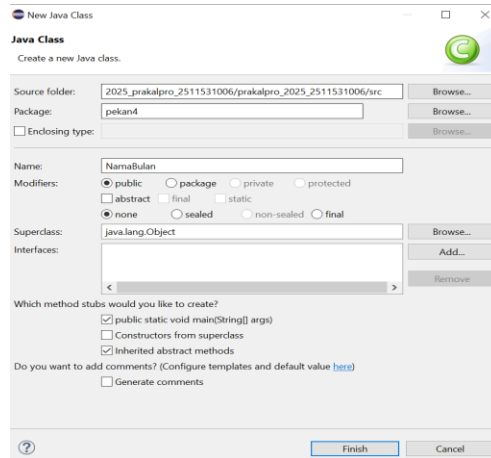 New Java Class
Java Class
Create a new Java class.
Source folder: 2025_prakalpro_2511531006/prakalpro_2025_2511531006/src Browse...
Package: pekan4 Browse...
Enclosing type: Browse...
Name: NamaBulan
Modifiers: public package private protected
abstract final static
none sealed non-sealed final
Superclass: java.lang.Object Browse...
Interfaces: Add...
Remove
Which method stubs would you like to create?
public static void main(String[] args)
Constructors from superclass
Inherited abstract methods
Do you want to add comments? (Configure templates and default value here)
Generate comments
Finish Cancel